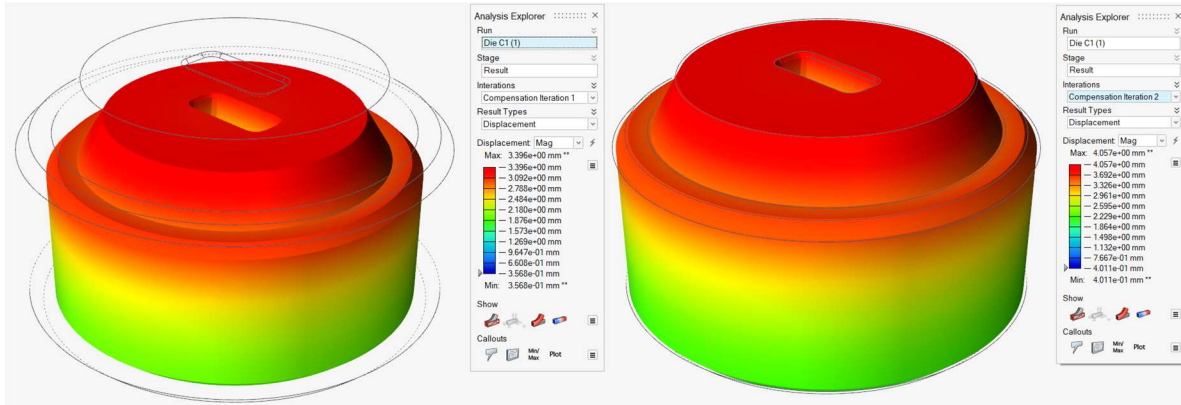 Analysis Explorer
Run
Die C1 (1)
Stage
Result
Iterations
Compensation Iteration 1
Result Types
Displacement
Displacement: Mag
Max: 3.396e+00 mm **
3.396e+00 mm
3.092e+00 mm
2.788e+00 mm
2.484e+00 mm
2.180e+00 mm
1.876e+00 mm
1.573e+00 mm
1.269e+00 mm
9.647e-01 mm
6.608e-01 mm
3.568e-01 mm
Min: 3.568e-01 mm **
Show
Callouts
Min/
Max
Plot
Analysis Explorer
Run
Die C1 (1)
Stage
Result
Iterations
Compensation Iteration 2
Result Types
Displacement
Displacement: Mag
Max: 4.057e+00 mm **
4.057e+00 mm
3.692e+00 mm
3.326e+00 mm
2.961e+00 mm
2.595e+00 mm
2.229e+00 mm
1.864e+00 mm
1.498e+00 mm
1.132e+00 mm
7.667e-01 mm
4.011e-01 mm
Min: 4.011e-01 mm **
Show
Callouts
Min/
Max
Plot